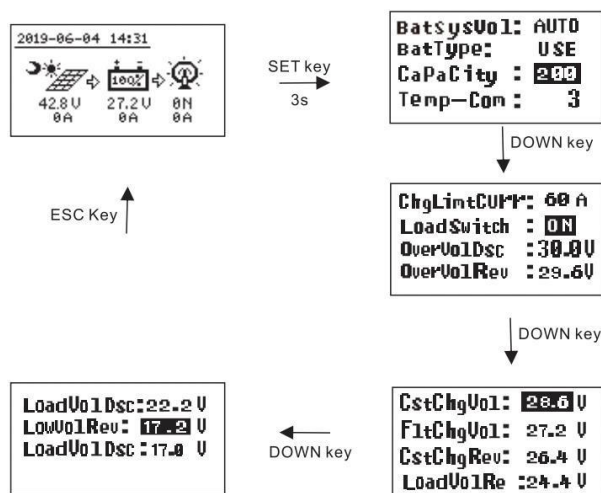 2019-06-04 14:31
100%
42.8V 27.2V 0N
0A 0A 0A
SET key
3s
BatSysVol: AUTO
BatType: USE
CaPaCity : 200
Temp-Com : 3
DOWN key
ChgLimtCurr: 60 A
LoadSwitch : ON
OverVolDsc :30.0V
OverVolRev :29.6V
DOWN key
CstChgVol: 28.6 V
FltChgVol: 27.2 V
CstChgRev: 26.4 V
LoadVolRe :24.4 V
DOWN key
LoadVolDsc:22.2 V
LowVolRev: 17.2 V
LoadVolDsc:17.0 V
ESC Key